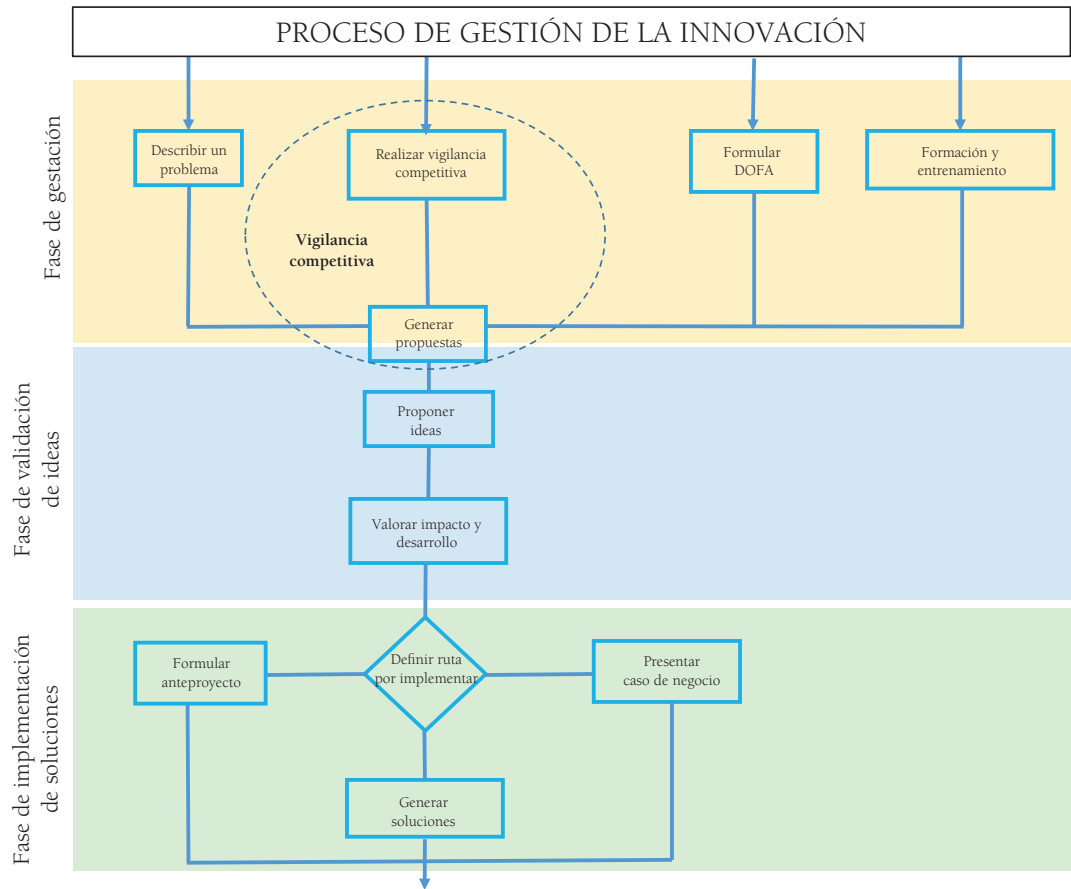 PROCESO DE GESTIÓN DE LA INNOVACIÓN
Fase de gestación
Describir un
problema
Realizar vigilancia
competitiva
Formular
DOFA
Formación y
entrenamiento
Vigilancia
competitiva
Generar
propuestas
Fase de validación
de ideas
Proponer
ideas
Valorar impacto y
desarrollo
Fase de implementación
de soluciones
Formular
anteproyecto
Definir ruta
por implementar
Presentar
caso de negocio
Generar
soluciones